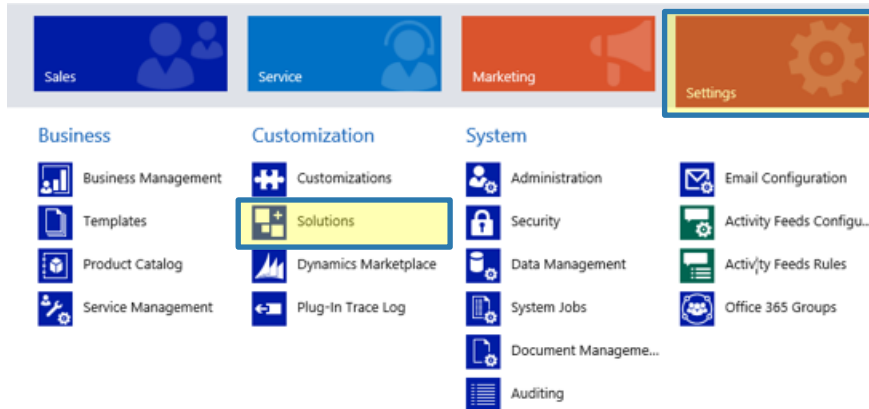 Sales
Service
Marketing
Settings
Business
Customization
System
Business Management
Customizations
Administration
Email Configuration
Templates
Solutions
Security
Activity Feeds Configu...
Product Catalog
Dynamics Marketplace
Data Management
Activity Feeds Rules
Service Management
Plug-In Trace Log
System Jobs
Office 365 Groups
Document Manageme...
Auditing